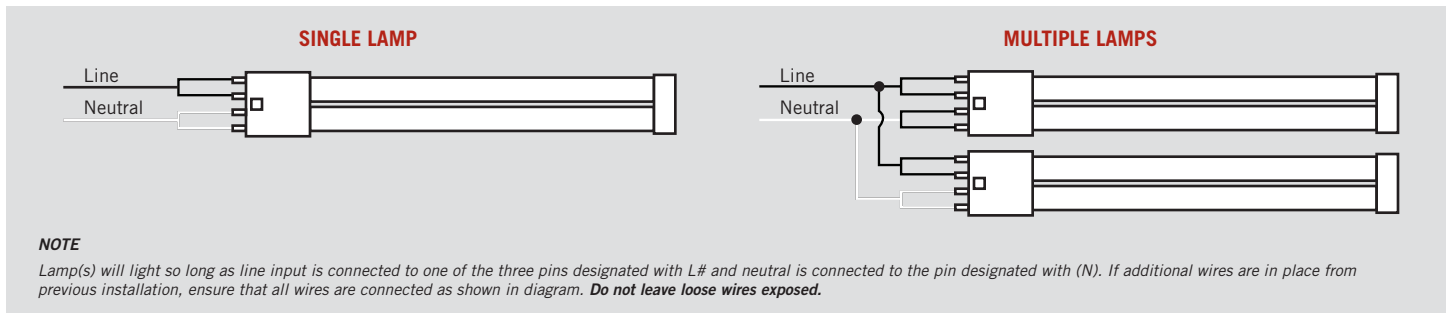 SINGLE LAMP
Line
Neutral
MULTIPLE LAMPS
Line
Neutral
NOTE
Lamp(s) will light so long as line input is connected to one of the three pins designated with L# and neutral is connected to the pin designated with (N). If additional wires are in place from
previous installation, ensure that all wires are connected as shown in diagram. Do not leave loose wires exposed.